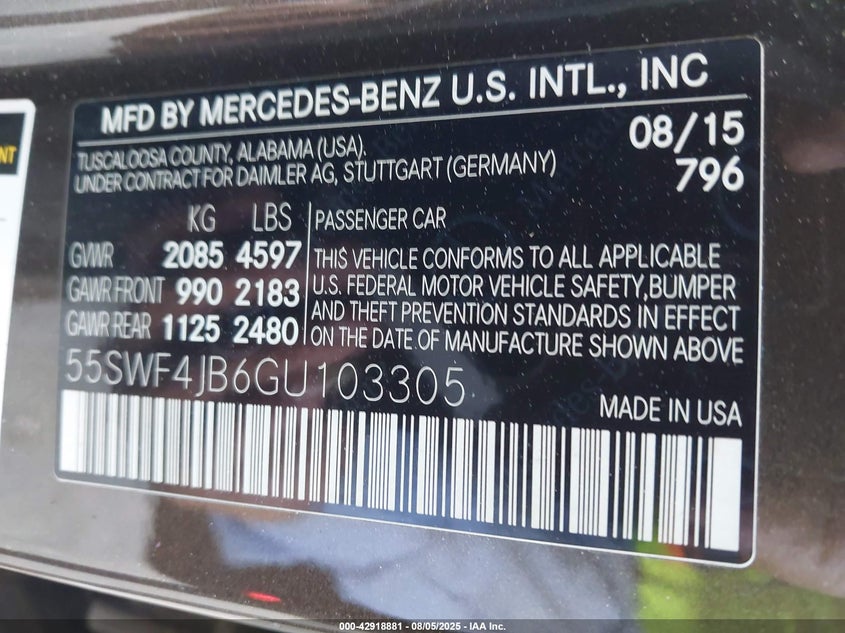 MFD BY MERCEDES-BENZ U.S. INTL., INC
TUSCALOOSA COUNTY, ALABAMA (USA),
UNDER CONTRACT FOR DAIMLER AG, STUTTGART (GERMANY)
08/15
796
KG LBS
GVWR 2085 4597
GAWR FRONT 990 2183
GAWR REAR 1125 2480
PASSENGER CAR
THIS VEHICLE CONFORMS TO ALL APPLICABLE
U.S. FEDERAL MOTOR VEHICLE SAFETY,BUMPER
AND THEFT PREVENTION STANDARDS IN EFFECT
ON THE DATE OF MANUFACTURE SHOWN ABOVE
55SWF4JB6GU103305
MADE IN USA
000-42918881 - 08/05/2025 - IAA Inc.